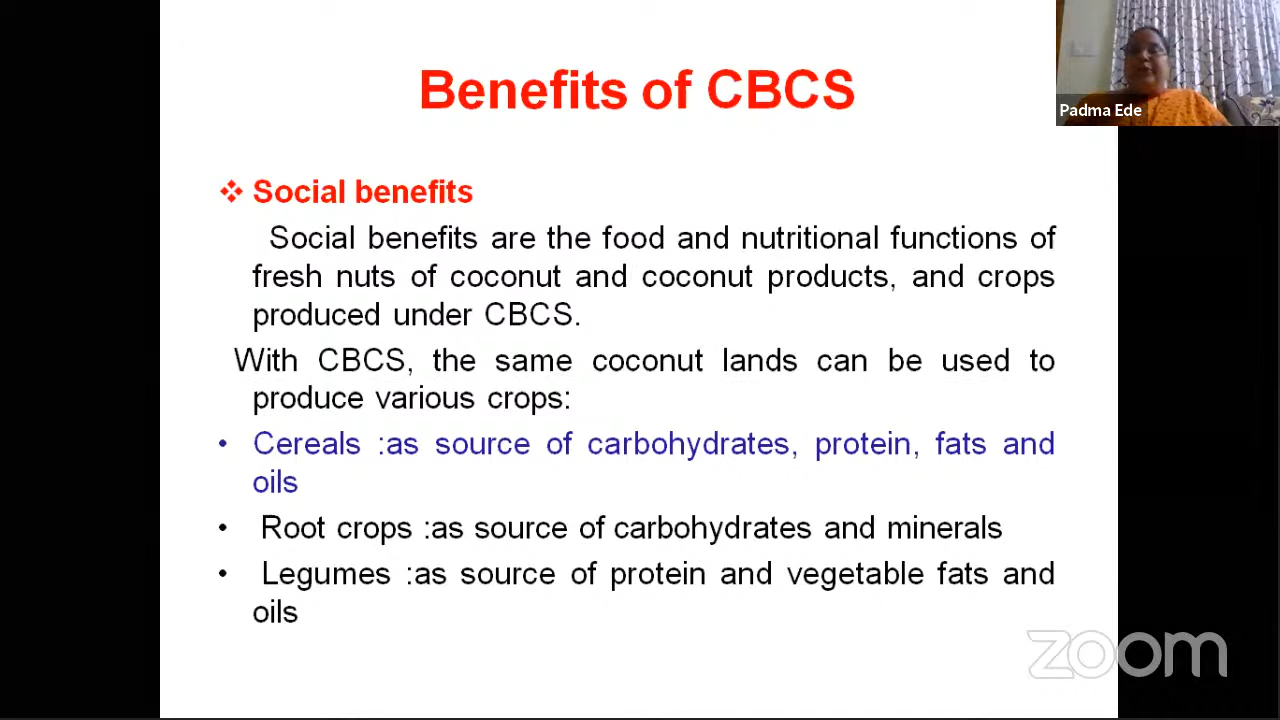 Benefits of CBCS
Padma Ede
❖ Social benefits
Social benefits are the food and nutritional functions of
fresh nuts of coconut and coconut products, and crops
produced under CBCS.
With CBCS, the same coconut lands can be used to
produce various crops:
• Cereals :as source of carbohydrates, protein, fats and
oils
• Root crops :as source of carbohydrates and minerals
• Legumes :as source of protein and vegetable fats and
oils
zoom